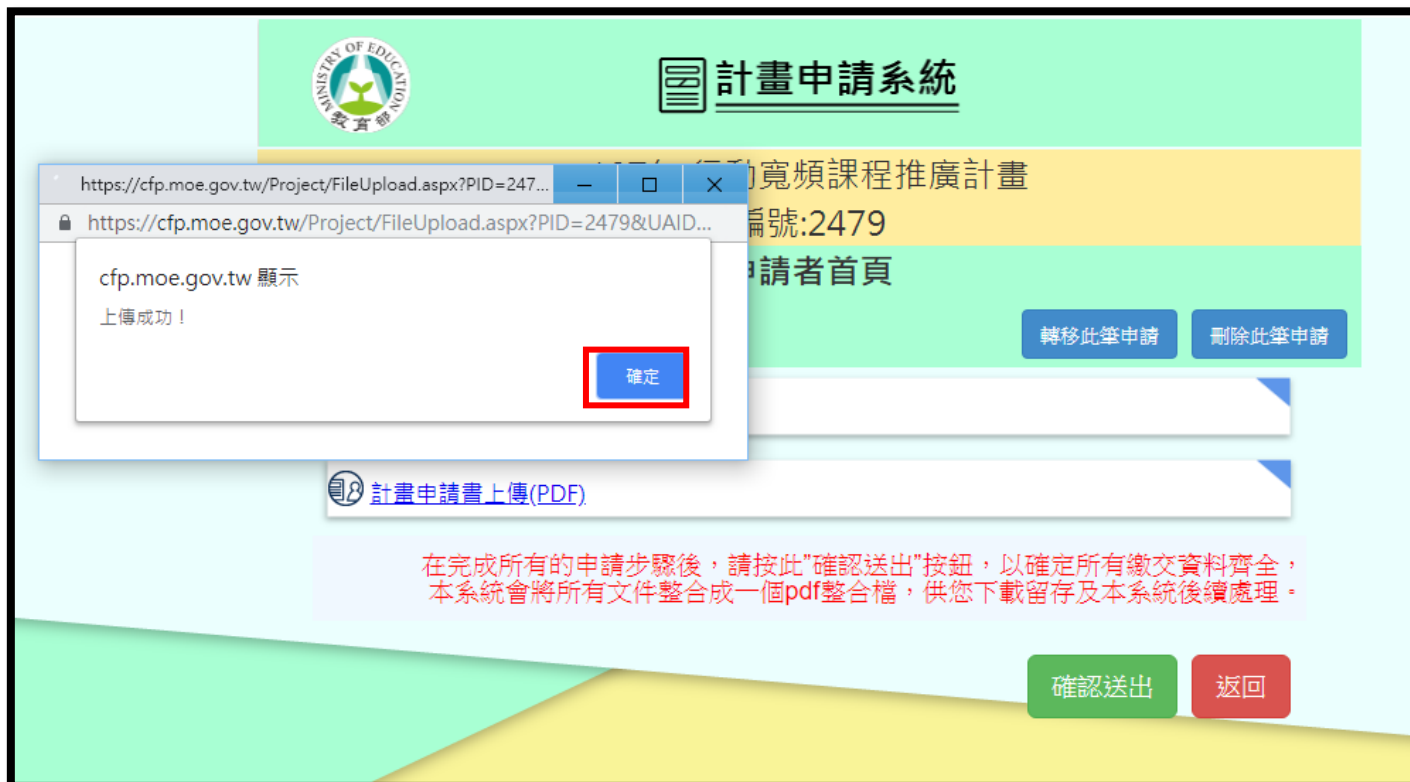 MINISTRY OF EDUCATION
教育部
計畫申請系統
行動寬頻課程推廣計畫
編號:2479
申請者首頁
轉移此筆申請
刪除此筆申請
https://cfp.moe.gov.tw/Project/FileUpload.aspx?PID=247...
https://cfp.moe.gov.tw/Project/FileUpload.aspx?PID=2479&UAID...
cfp.moe.gov.tw 顯示
上傳成功！
確定
計畫申請書上傳(PDF)
在完成所有的申請步驟後，請按此"確認送出"按鈕，以確定所有繳交資料齊全，
本系統會將所有文件整合成一個pdf整合檔，供您下載留存及本系統後續處理。
確認送出
返回